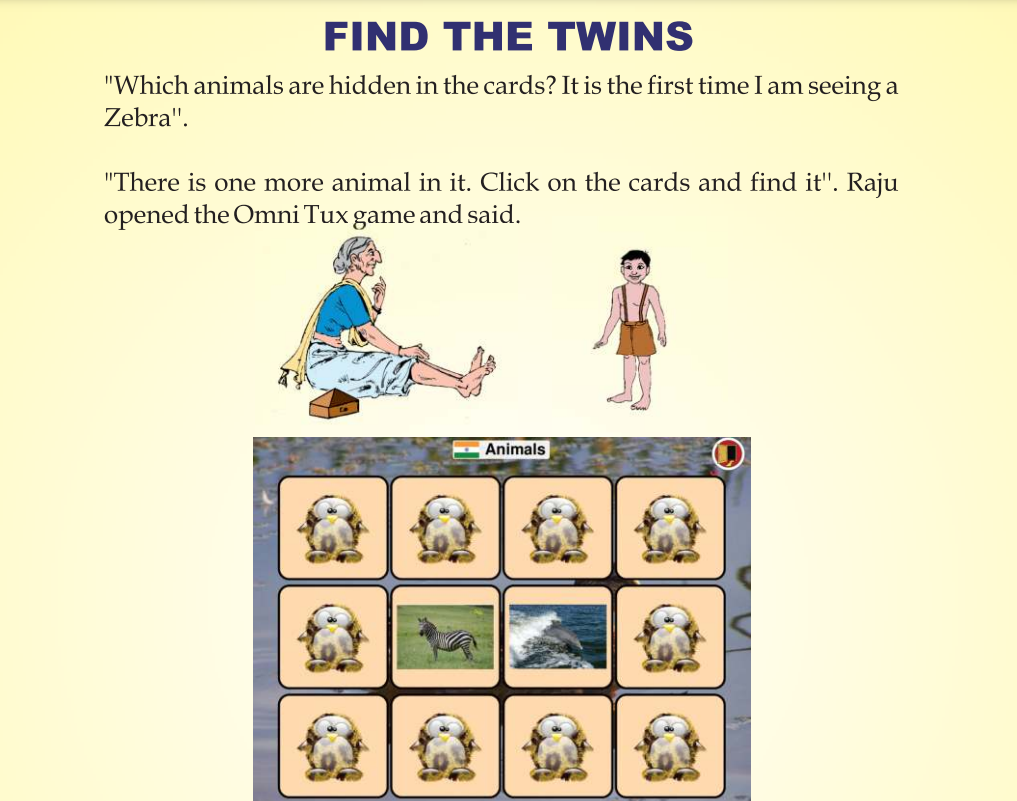 FIND THE TWINS
"Which animals are hidden in the cards? It is the first time I am seeing a
Zebra".
"There is one more animal in it. Click on the cards and find it". Raju
opened the Omni Tux game and said.
Animals